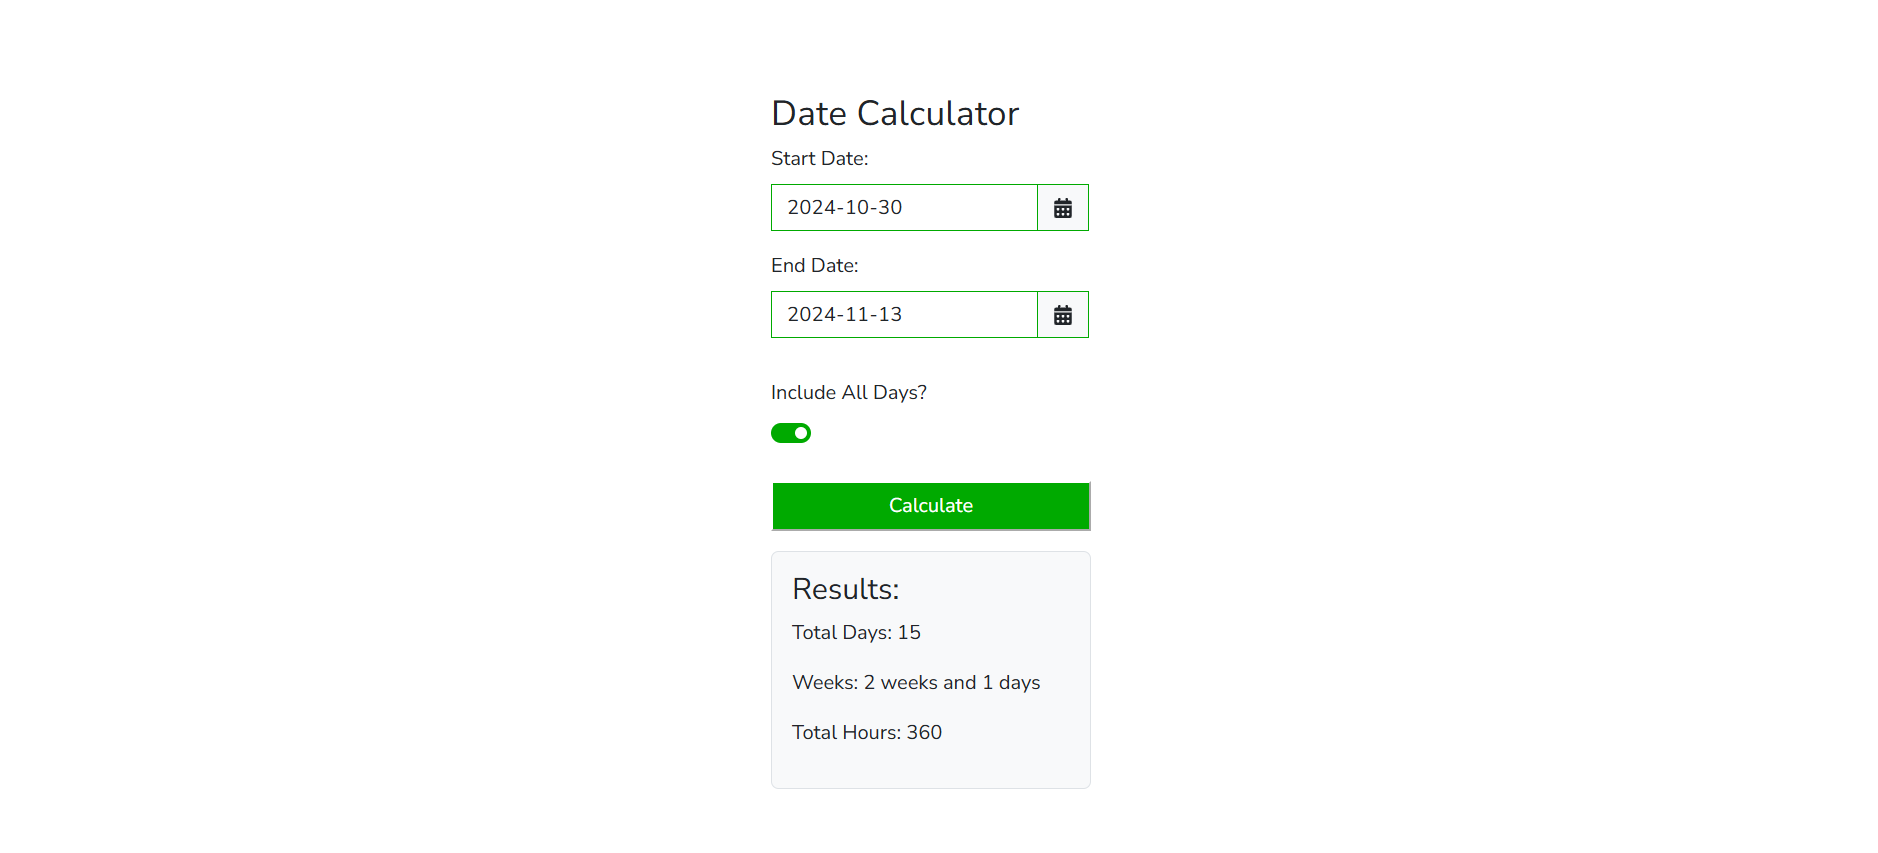 Date Calculator
Start Date:
2024-10-30
End Date:
2024-11-13
Include All Days?
Calculate
Results:
Total Days: 15
Weeks: 2 weeks and 1 days
Total Hours: 360